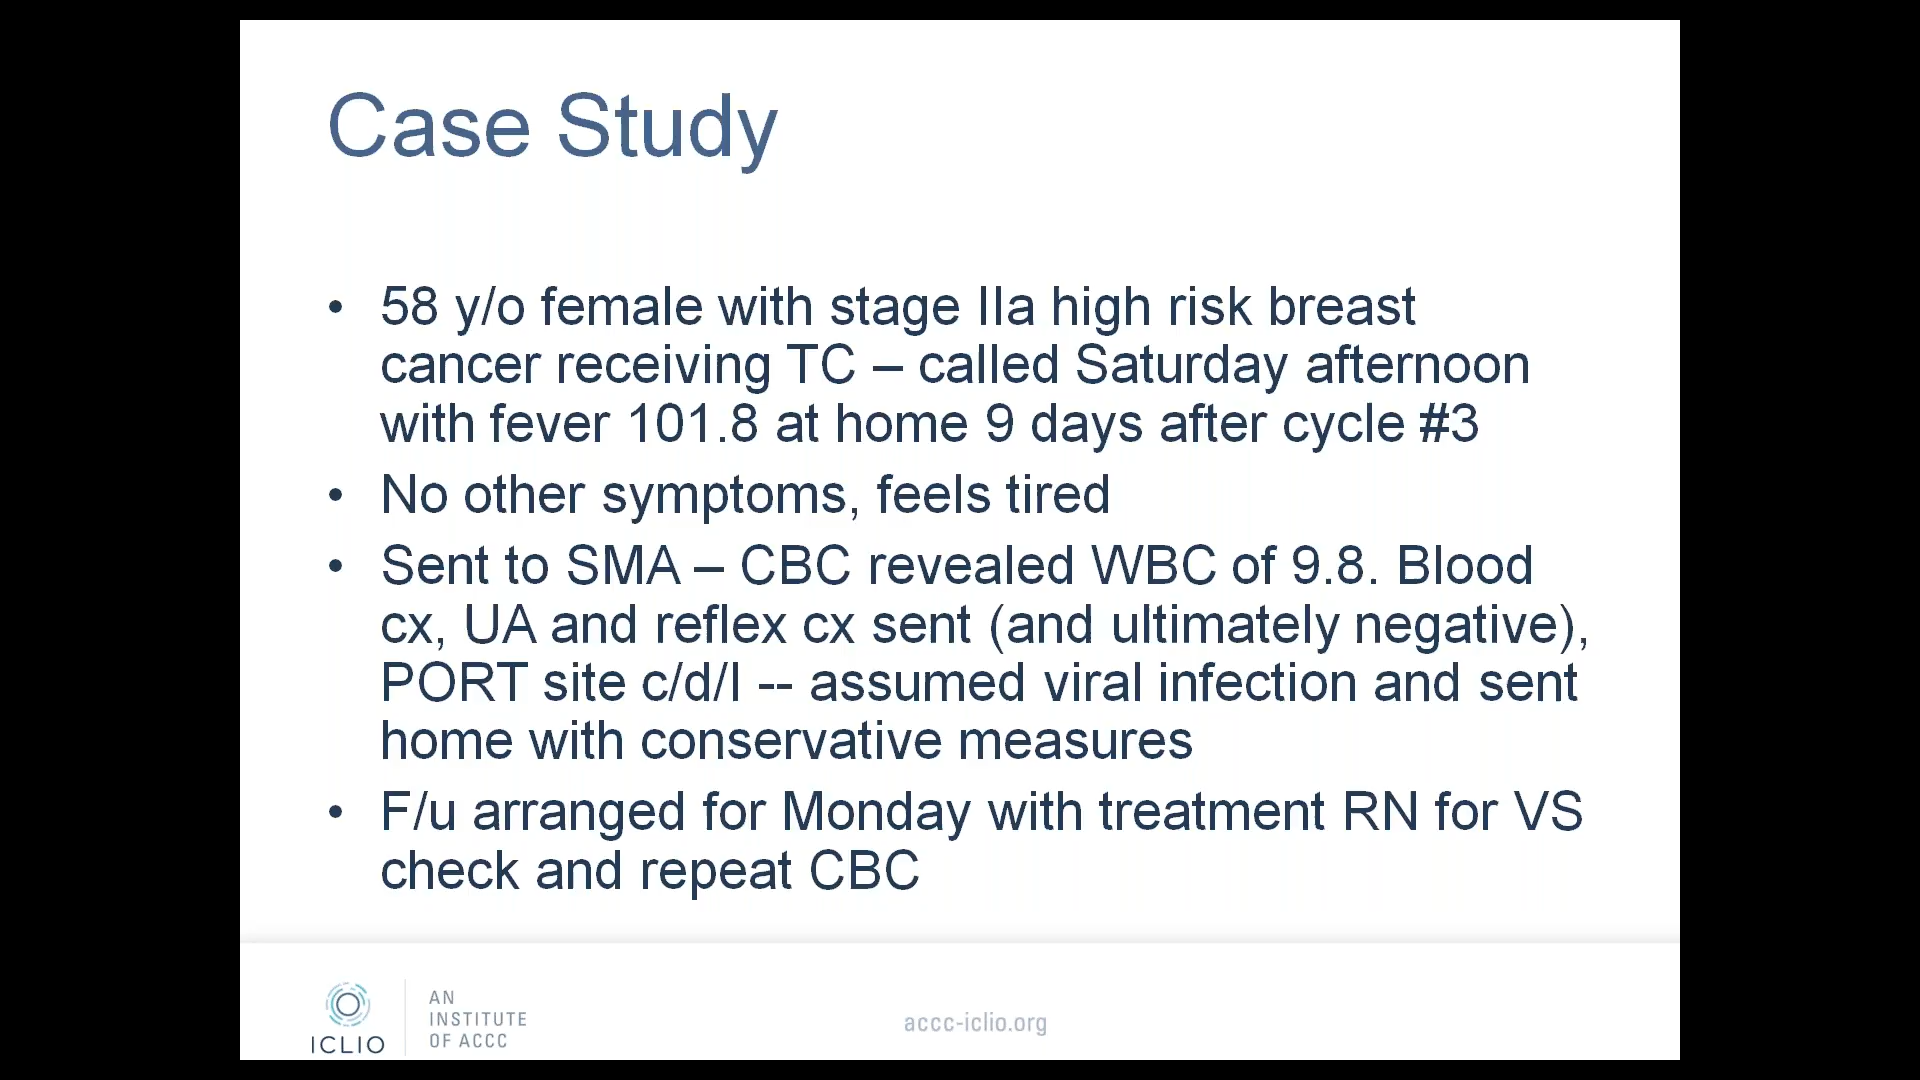 Case Study
• 58 y/o female with stage IIa high risk breast
cancer receiving TC – called Saturday afternoon
with fever 101.8 at home 9 days after cycle #3
• No other symptoms, feels tired
• Sent to SMA – CBC revealed WBC of 9.8. Blood
cx, UA and reflex cx sent (and ultimately negative),
PORT site c/d/I -- assumed viral infection and sent
home with conservative measures
• F/u arranged for Monday with treatment RN for VS
check and repeat CBC
ICLIO
AN
INSTITUTE
OF ACCC
accc-iclio.org